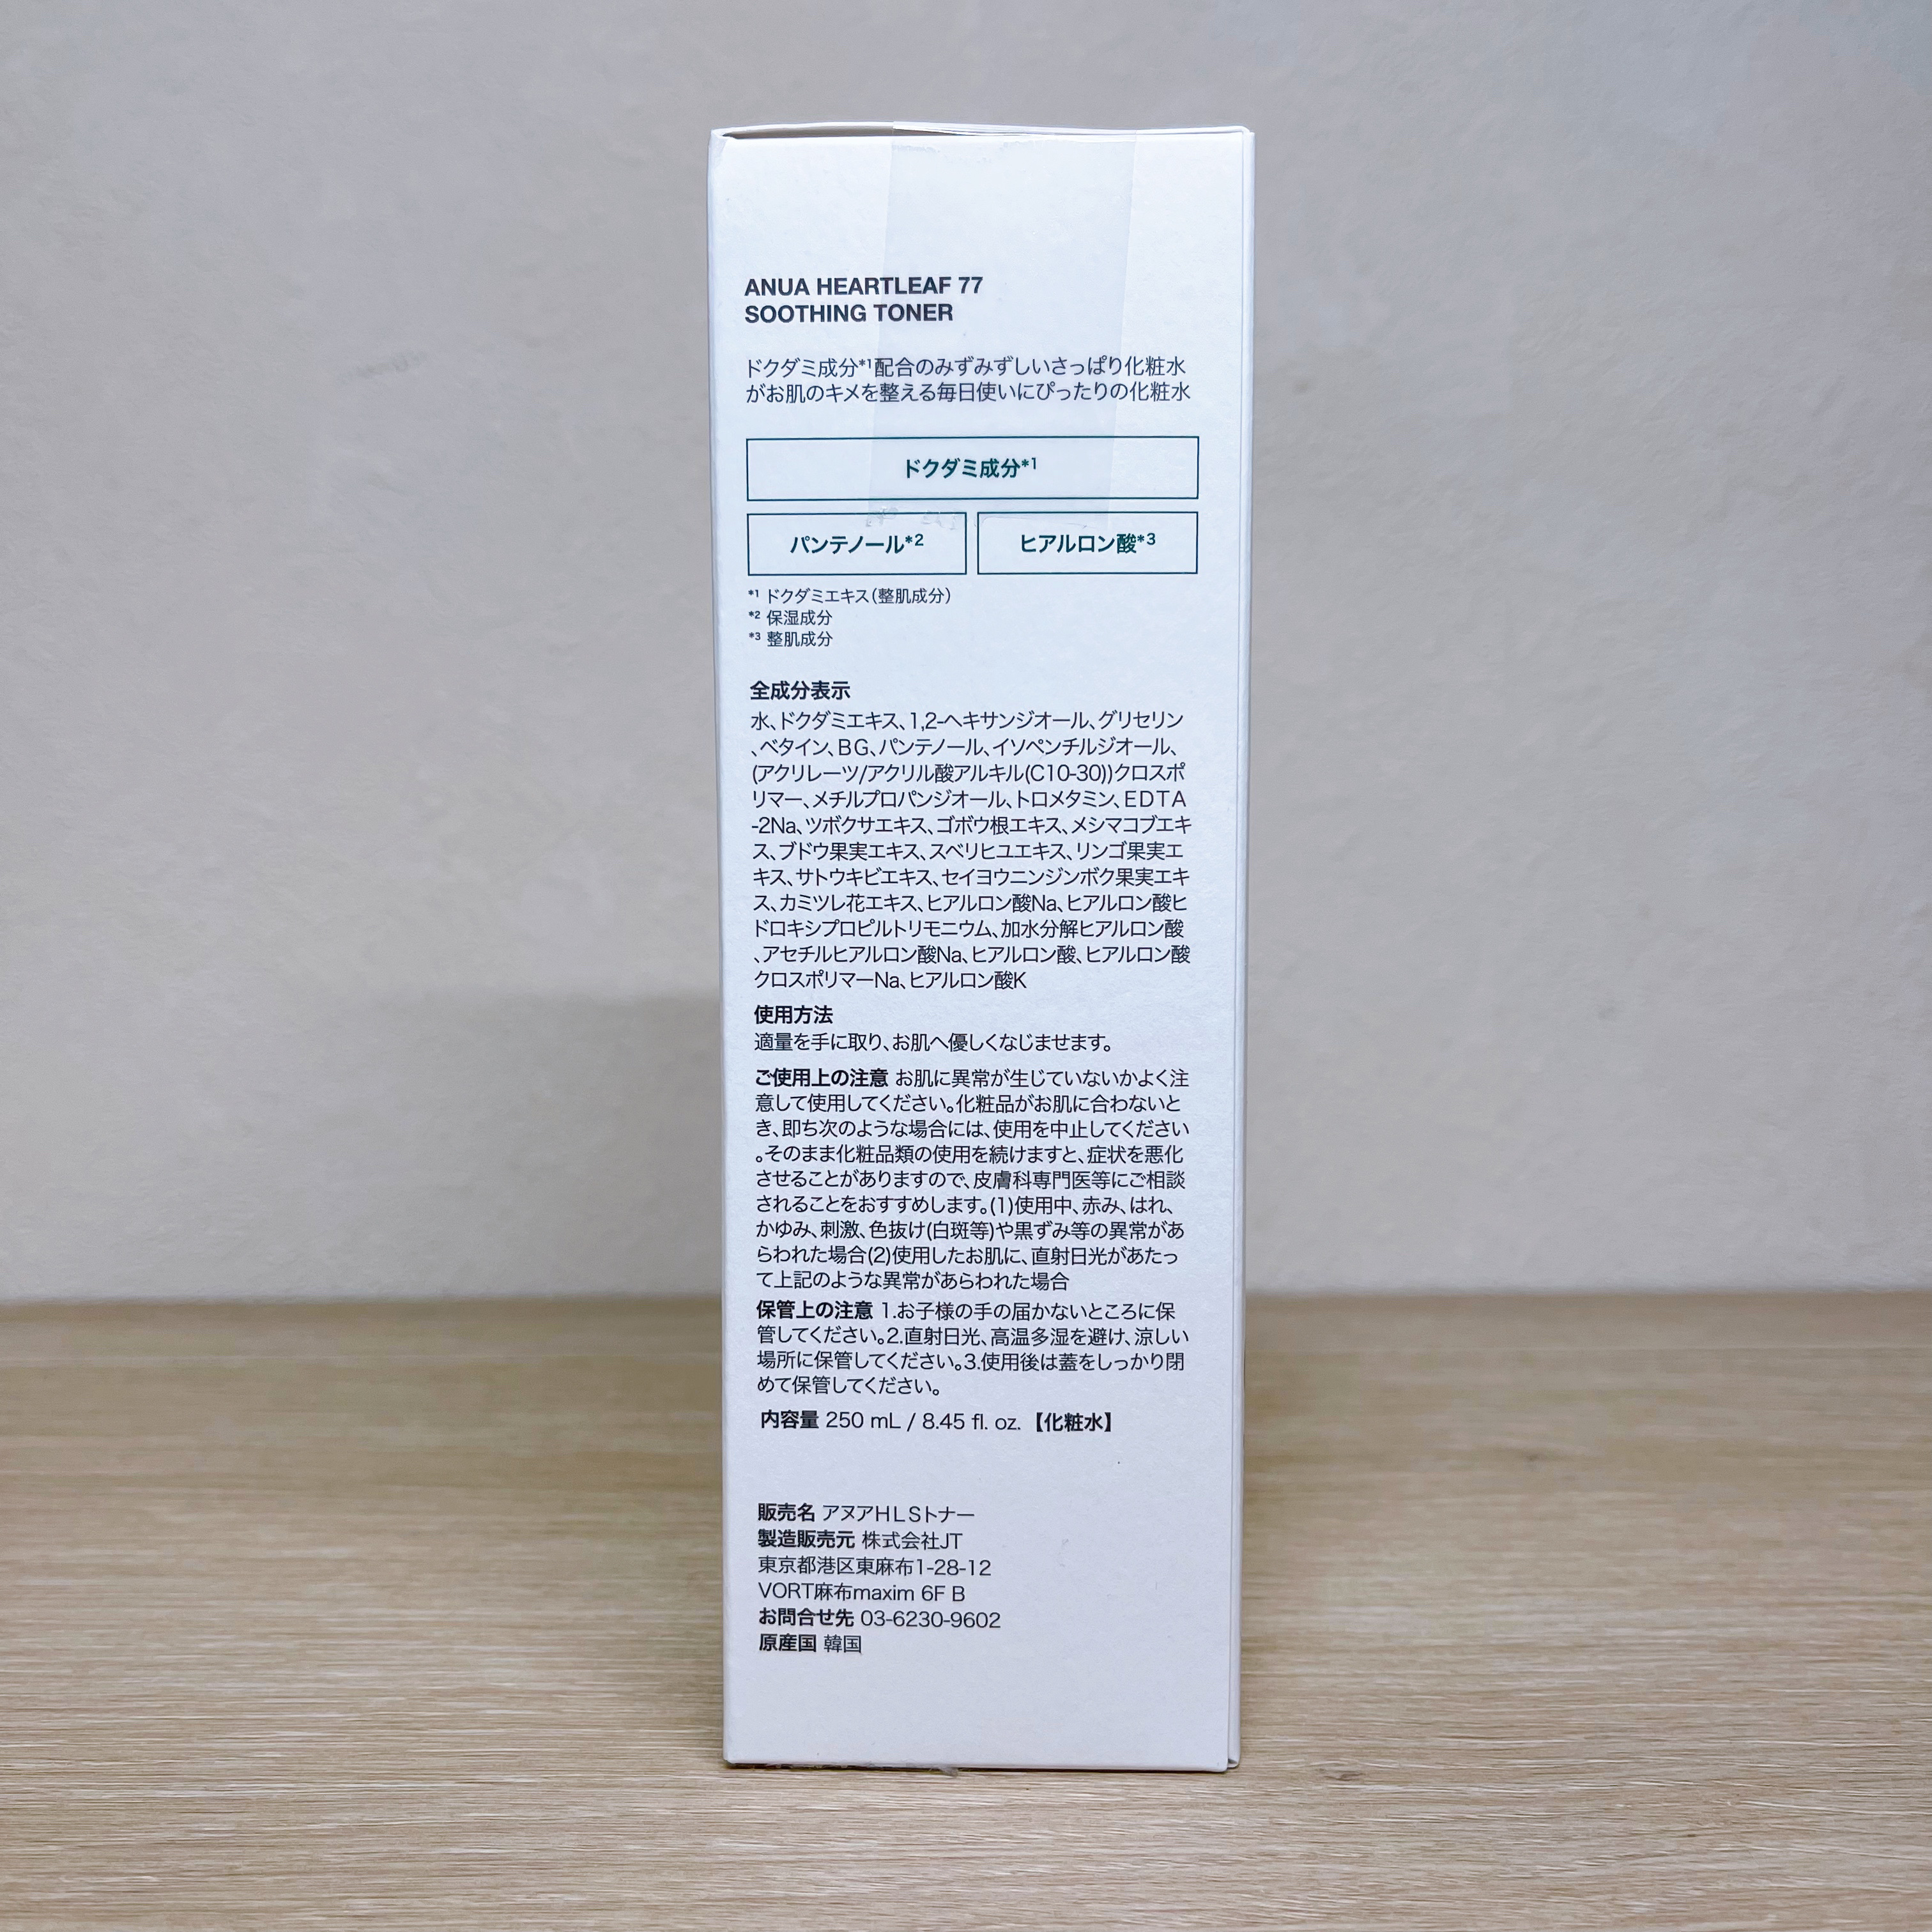 ANUA HEARTLEAF 77
SOOTHING TONER
ドクダミ成分*1配合のみずみずしいさっぱり化粧水
がお肌のキメを整える毎日使いにぴったりの化粧水
ドクダミ成分*1
パンテノール*2
ヒアルロン酸*3
*1 ドクダミエキス(整肌成分)
*2 保湿成分
*3 整肌成分
全成分表示
水、ドクダミエキス、1,2-ヘキサンジオール、グリセリン
、ベタイン、BG、パンテノール、イソペンチルジオール、
(アクリレーツ/アクリル酸アルキル(C10-30))クロスポ
リマー、メチルプロパンジオール、トロメタミン、EDTA
-2Na、ツボクサエキス、ゴボウ根エキス、メシマコブエキ
ス、ブドウ果実エキス、スベリヒユエキス、リンゴ果実エ
キス、サトウキビエキス、セイヨウニンジンボク果実エキ
ス、カミツレ花エキス、ヒアルロン酸Na、ヒアルロン酸ヒ
ドロキシプロピルトリモニウム、加水分解ヒアルロン酸
、アセチルヒアルロン酸Na、ヒアルロン酸、ヒアルロン酸
クロスポリマーNa、ヒアルロン酸K
使用方法
適量を手に取り、お肌へ優しくなじませます。
ご使用上の注意 お肌に異常が生じていないかよく注
意して使用してください。化粧品がお肌に合わないと
き、即ち次のような場合には、使用を中止してください
。そのまま化粧品類の使用を続けますと、症状を悪化
させることがありますので、皮膚科専門医等にご相談
されることをおすすめします。(1)使用中、赤み、はれ、
かゆみ、刺激、色抜け(白斑等)や黒ずみ等の異常があ
らわれた場合(2)使用したお肌に、直射日光があたっ
て上記のような異常があらわれた場合
保管上の注意 1.お子様の手の届かないところに保
管してください。2.直射日光、高温多湿を避け、涼しい
場所に保管してください。3.使用後は蓋をしっかり閉
めて保管してください。
内容量 250 mL / 8.45 fl. oz.【化粧水】
販売名 アヌアHLSトナー
製造販売元 株式会社JT
東京都港区東麻布1-28-12
VORT麻布maxim 6F B
お問合せ先 03-6230-9602
原産国 韓国